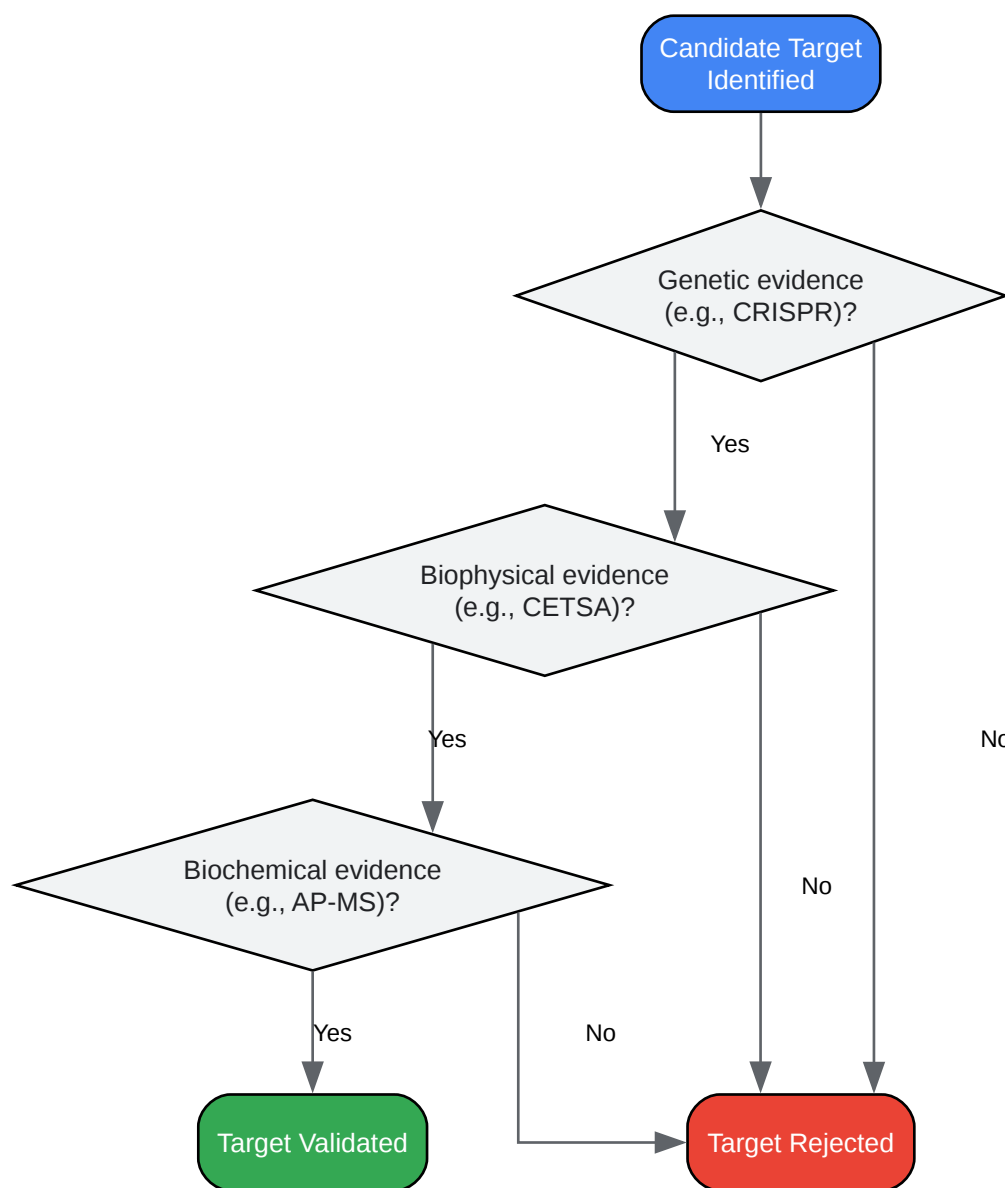 Candidate Target
Identified
Genetic evidence
(e.g., CRISPR)?
Yes
Biophysical evidence
(e.g., CETSA)?
Yes
No
Biochemical evidence
(e.g., AP-MS)?
No
Yes
No
Target Validated
Target Rejected